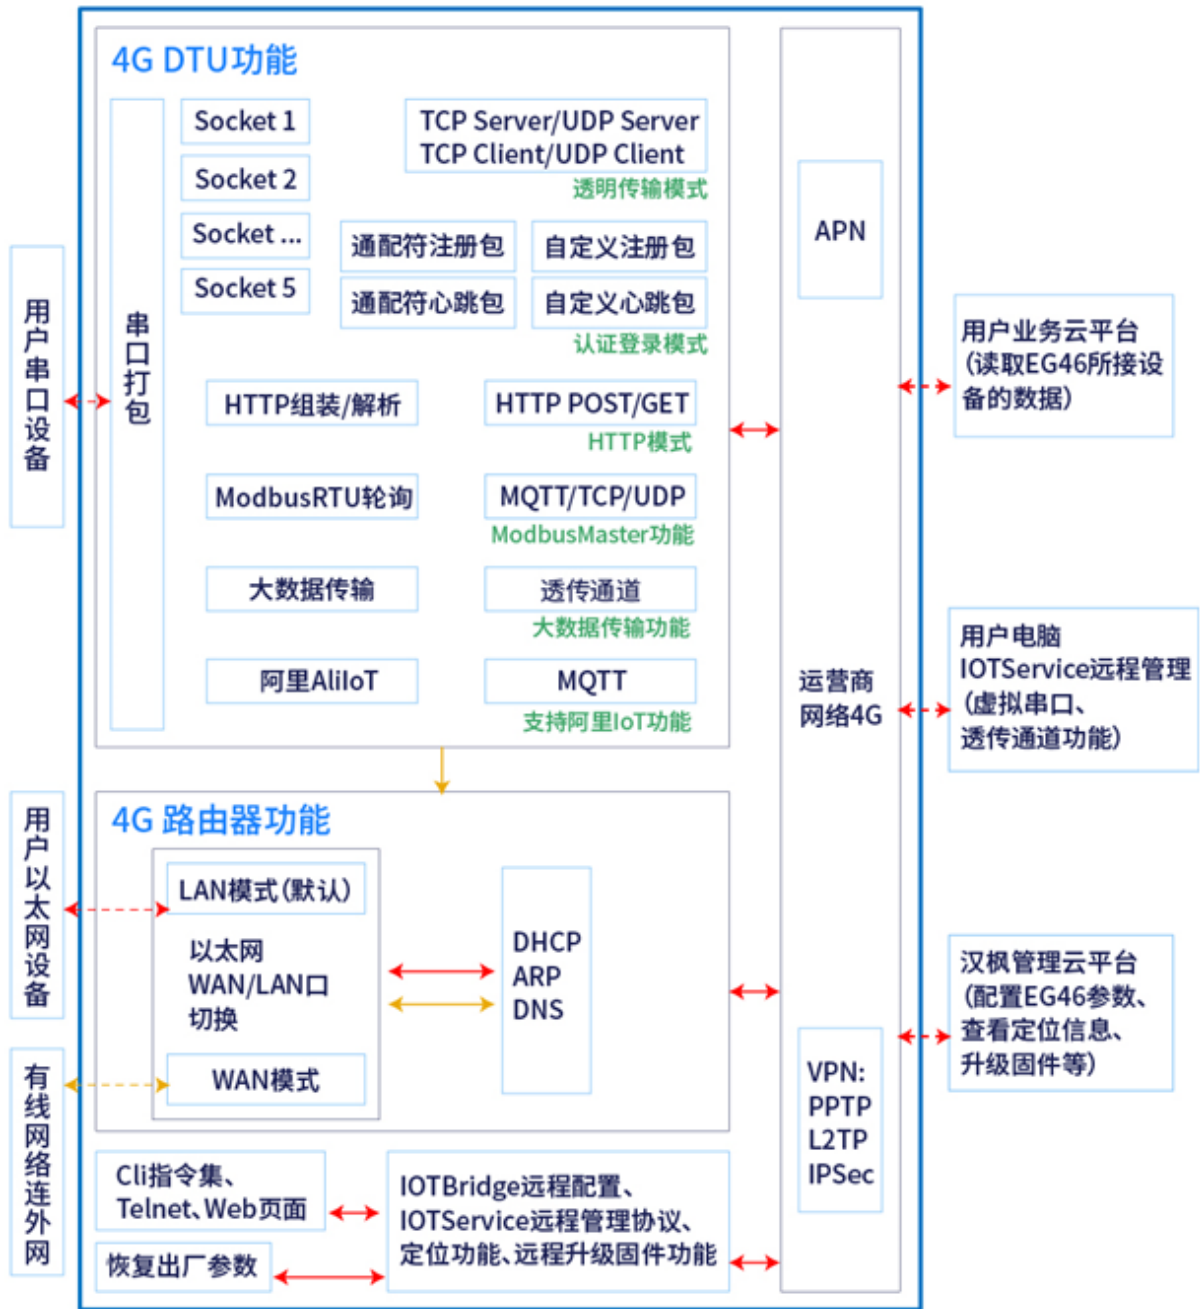 4G DTU功能
Socket 1
TCP Server/UDP Server
TCP Client/UDP Client
透明传输模式
Socket 2
Socket ...
Socket 5
通配符注册包
自定义注册包
通配符心跳包
自定义心跳包
认证登录模式
串口打包
用户串口设备
HTTP组装/解析
HTTP POST/GET
HTTP模式
ModbusRTU轮询
MQTT/TCP/UDP
ModbusMaster功能
大数据传输
透传通道
大数据传输功能
阿里AliIoT
MQTT
支持阿里IoT功能
APN
运营商
网络4G
VPN:
PPTP
L2TP
IPSec
用户业务云平台
(读取EG46所接设
备的数据)
用户电脑
IOTService远程管理
(虚拟串口、
透传通道功能)
汉枫管理云平台
(配置EG46参数、
查看定位信息、
升级固件等)
4G 路由器功能
用户以太网设备
LAN模式(默认)
以太网
WAN/LAN口
切换
WAN模式
DHCP
ARP
DNS
有线网络连外网
Cli指令集、
Telnet、Web页面
恢复出厂参数
IOTBridge远程配置、
IOTService远程管理协议、
定位功能、远程升级固件功能